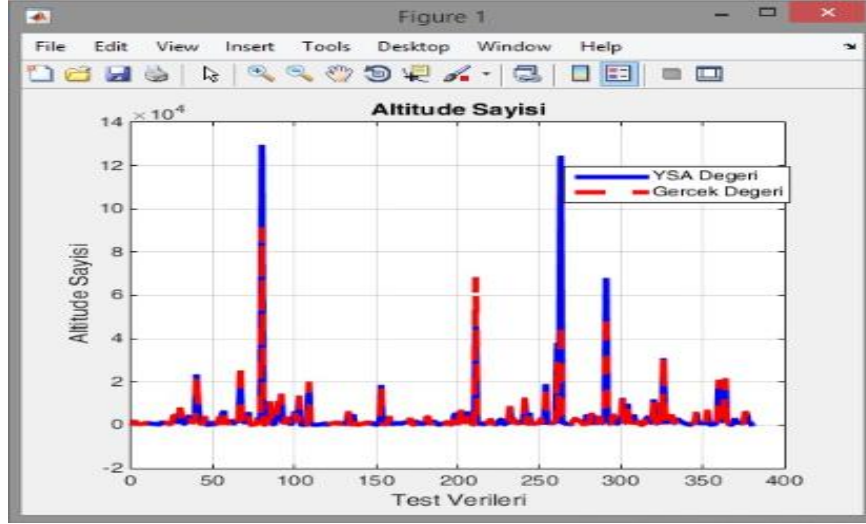 Figure 1
File Edit View Insert Tools Desktop Window Help
Altitude Sayisi
×10⁴
14
12
10
8
6
4
2
0
-2
Altitude Sayisi
YSA Degeri
Gercek Degeri
0 50 100 150 200 250 300 350 400
Test Verileri